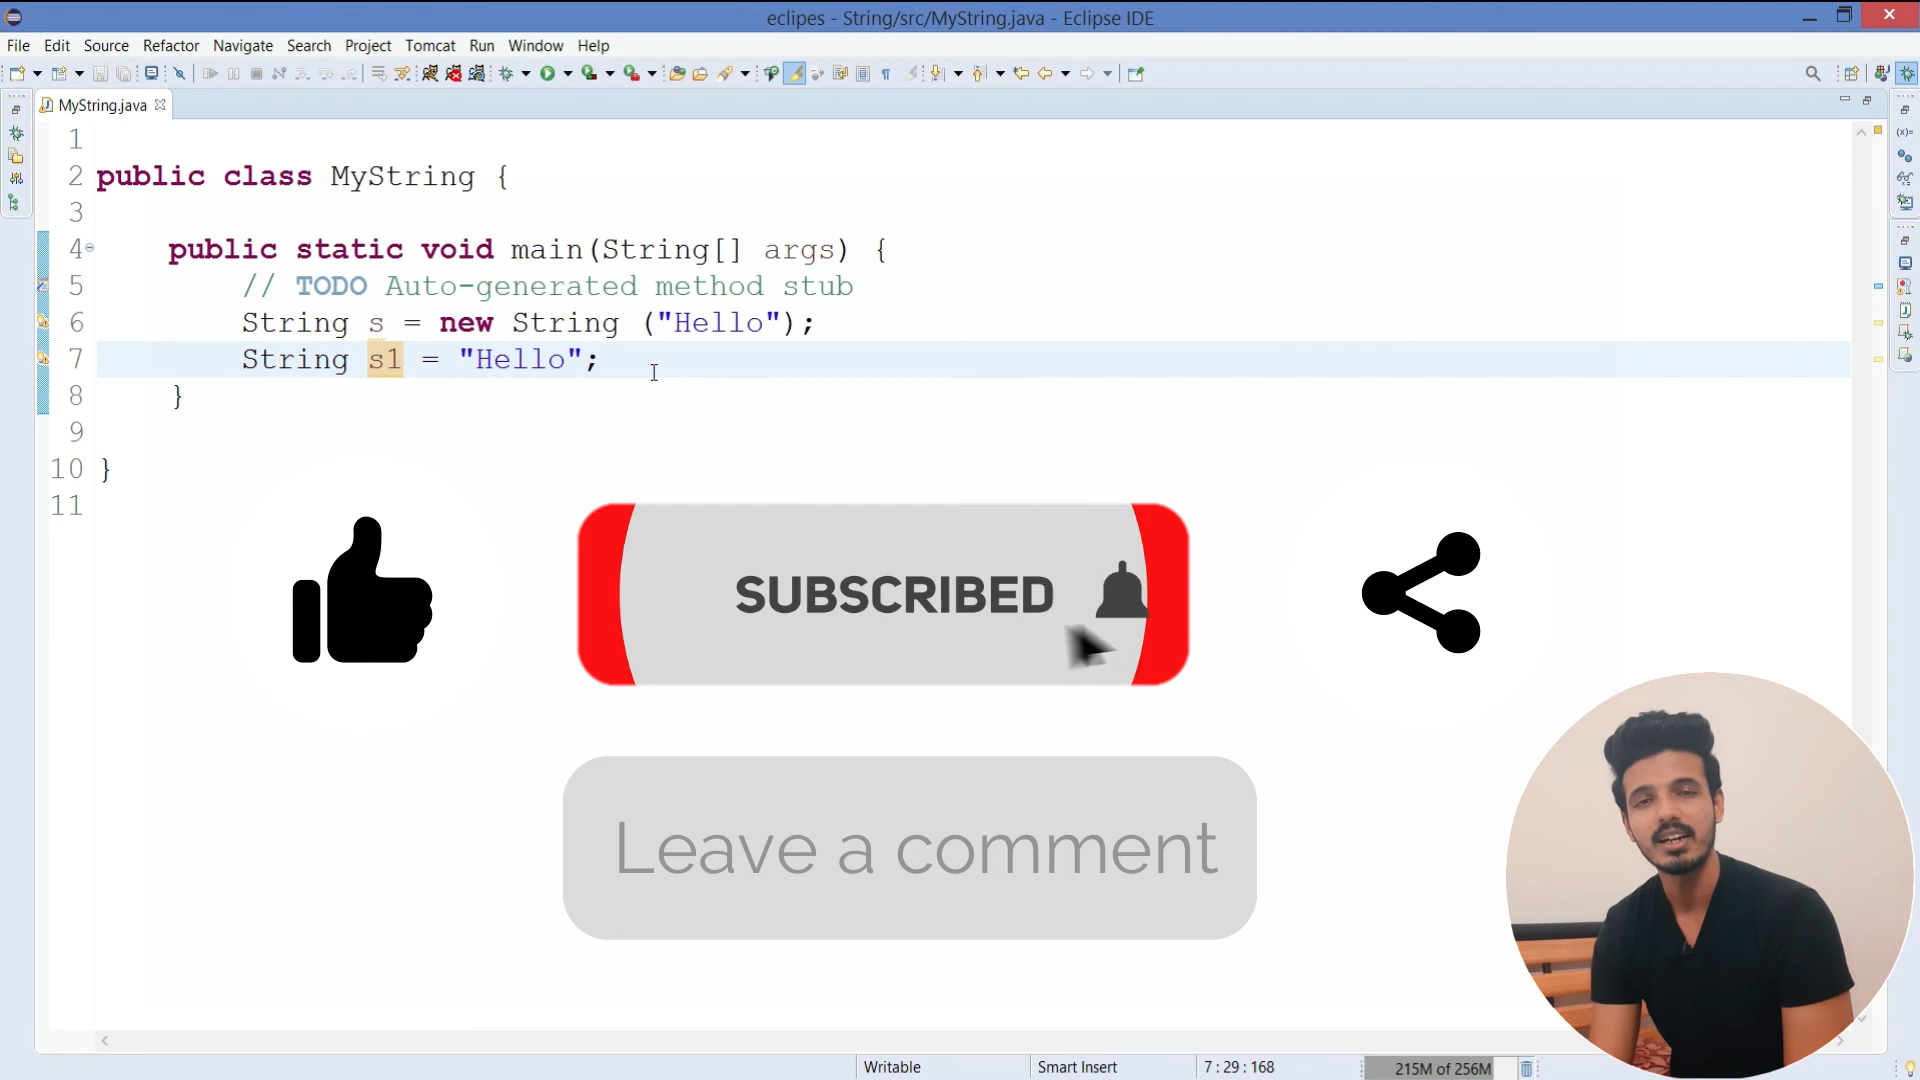 eclipes - String/src/MyString.java - Eclipse IDE
File Edit Source Refactor Navigate Search Project Tomcat Run Window Help
MyString.java
1
2 public class MyString {
3
4 public static void main(String[] args) {
5 // TODO Auto-generated method stub
6 String s = new String ("Hello");
7 String s1 = "Hello";
8 }
9
10 }
11
SUBSCRIBED
Leave a comment
Writable Smart Insert 7 : 29 : 168 215M of 256M